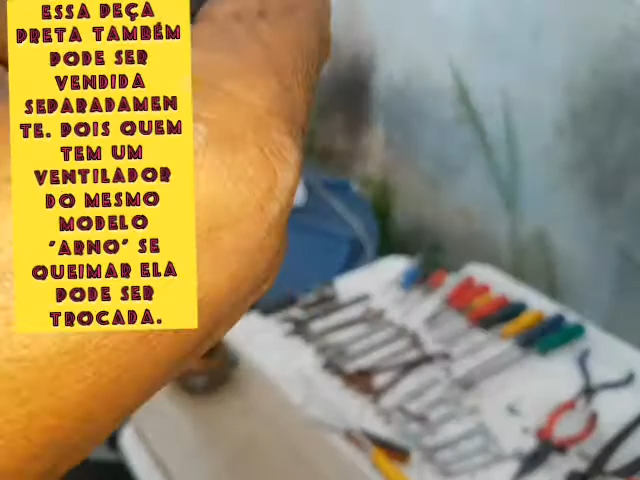 ESSA PEÇA
PRETA TAMBÉM
PODE SER
VENDIDA
SEPARADAMEN
TE. POIS QUEM
TEM UM
VENTILADOR
DO MESMO
MODELO
"ARNO" SE
QUEIMAR ELA
PODE SER
TROCADA.